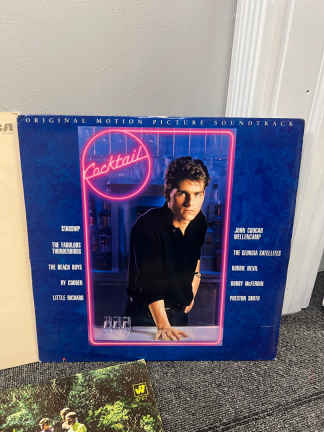 ORIGINAL MOTION PICTURE SOUNDTRACK
Cocktail
STARSHIP
THE FABULOUS
THUNDERBIRDS
THE BEACH BOYS
RY COODER
LITTLE RICHARD
JOHN COUGAR
MELLENCAMP
THE GEORGIA SATELLITES
ROBBIE NEVIL
BOBBY McFERRIN
PRESTON SMITH